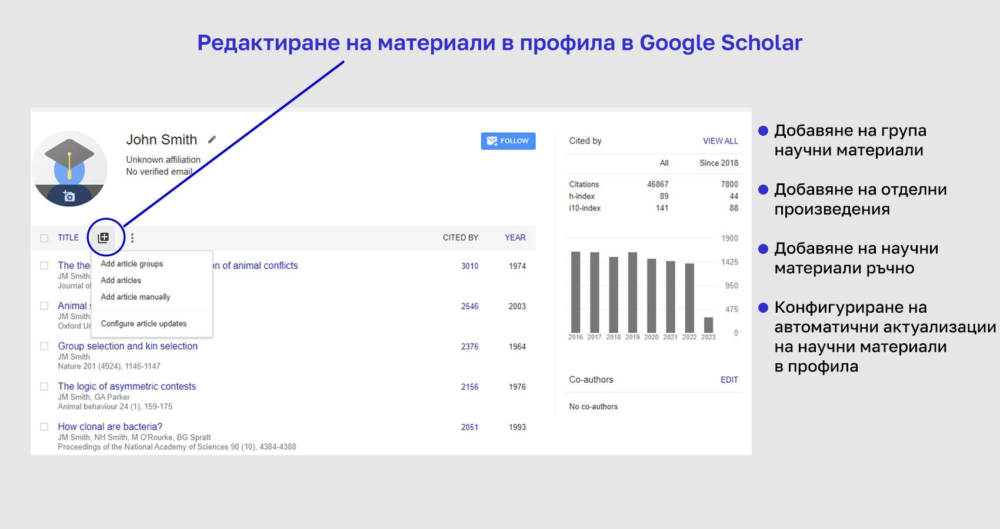 Редактиране на материали в профила в Google Scholar
John Smith
Unknown affiliation
No verified email
FOLLOW
TITLE
CITED BY
YEAR
Add article groups
Add articles
Add article manually
Configure article updates
The the
on of animal conflicts
3010
1974
JM Smith
Journal of
Animal s
2546
2003
JM Smith
Oxford Un
Group selection and kin selection
2376
1964
JM Smith
Nature 201 (4924), 1145-1147
The logic of asymmetric contests
2156
1976
JM Smith, GA Parker
Animal behaviour 24 (1), 159-175
How clonal are bacteria?
2051
1993
JM Smith, NH Smith, M O'Rourke, BG Spratt
Proceedings of the National Academy of Sciences 90 (10), 4384-4388
Cited by
VIEW ALL
All Since 2018
Citations 46867 7800
h-index 89 44
i10-index 141 88
1900
1425
950
475
0
2016 2017 2018 2019 2020 2021 2022 2023
Co-authors
EDIT
No co-authors
Добавяне на група
научни материали
Добавяне на отделни
произведения
Добавяне на научни
материали ръчно
Конфигуриране на
автоматични актуализации
на научни материали
в профила